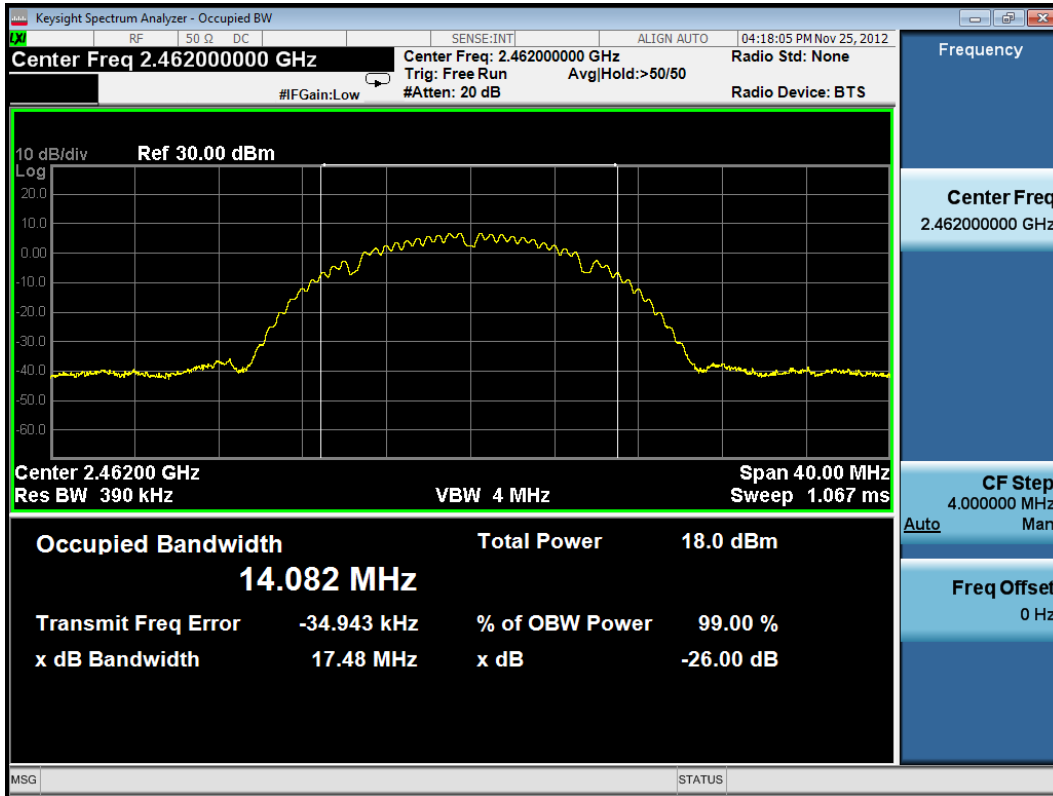 Keysight Spectrum Analyzer - Occupied BW
LXI RF 50 Ω DC SENSE:INT ALIGN AUTO 04:18:05 PM Nov 25, 2012
Center Freq 2.462000000 GHz
#IFGain:Low
Center Freq: 2.462000000 GHz
Trig: Free Run Avg|Hold:>50/50
#Atten: 20 dB
Radio Std: None
Radio Device: BTS
10 dB/div Ref 30.00 dBm
Log
20.0
10.0
0.00
-10.0
-20.0
-30.0
-40.0
-50.0
-60.0
Center 2.46200 GHz Span 40.00 MHz
Res BW 390 kHz VBW 4 MHz Sweep 1.067 ms
Occupied Bandwidth Total Power 18.0 dBm
14.082 MHz
Transmit Freq Error -34.943 kHz % of OBW Power 99.00 %
x dB Bandwidth 17.48 MHz x dB -26.00 dB
MSG STATUS
Frequency
Center Freq
2.462000000 GHz
CF Step
4.000000 MHz
Auto Man
Freq Offset
0 Hz